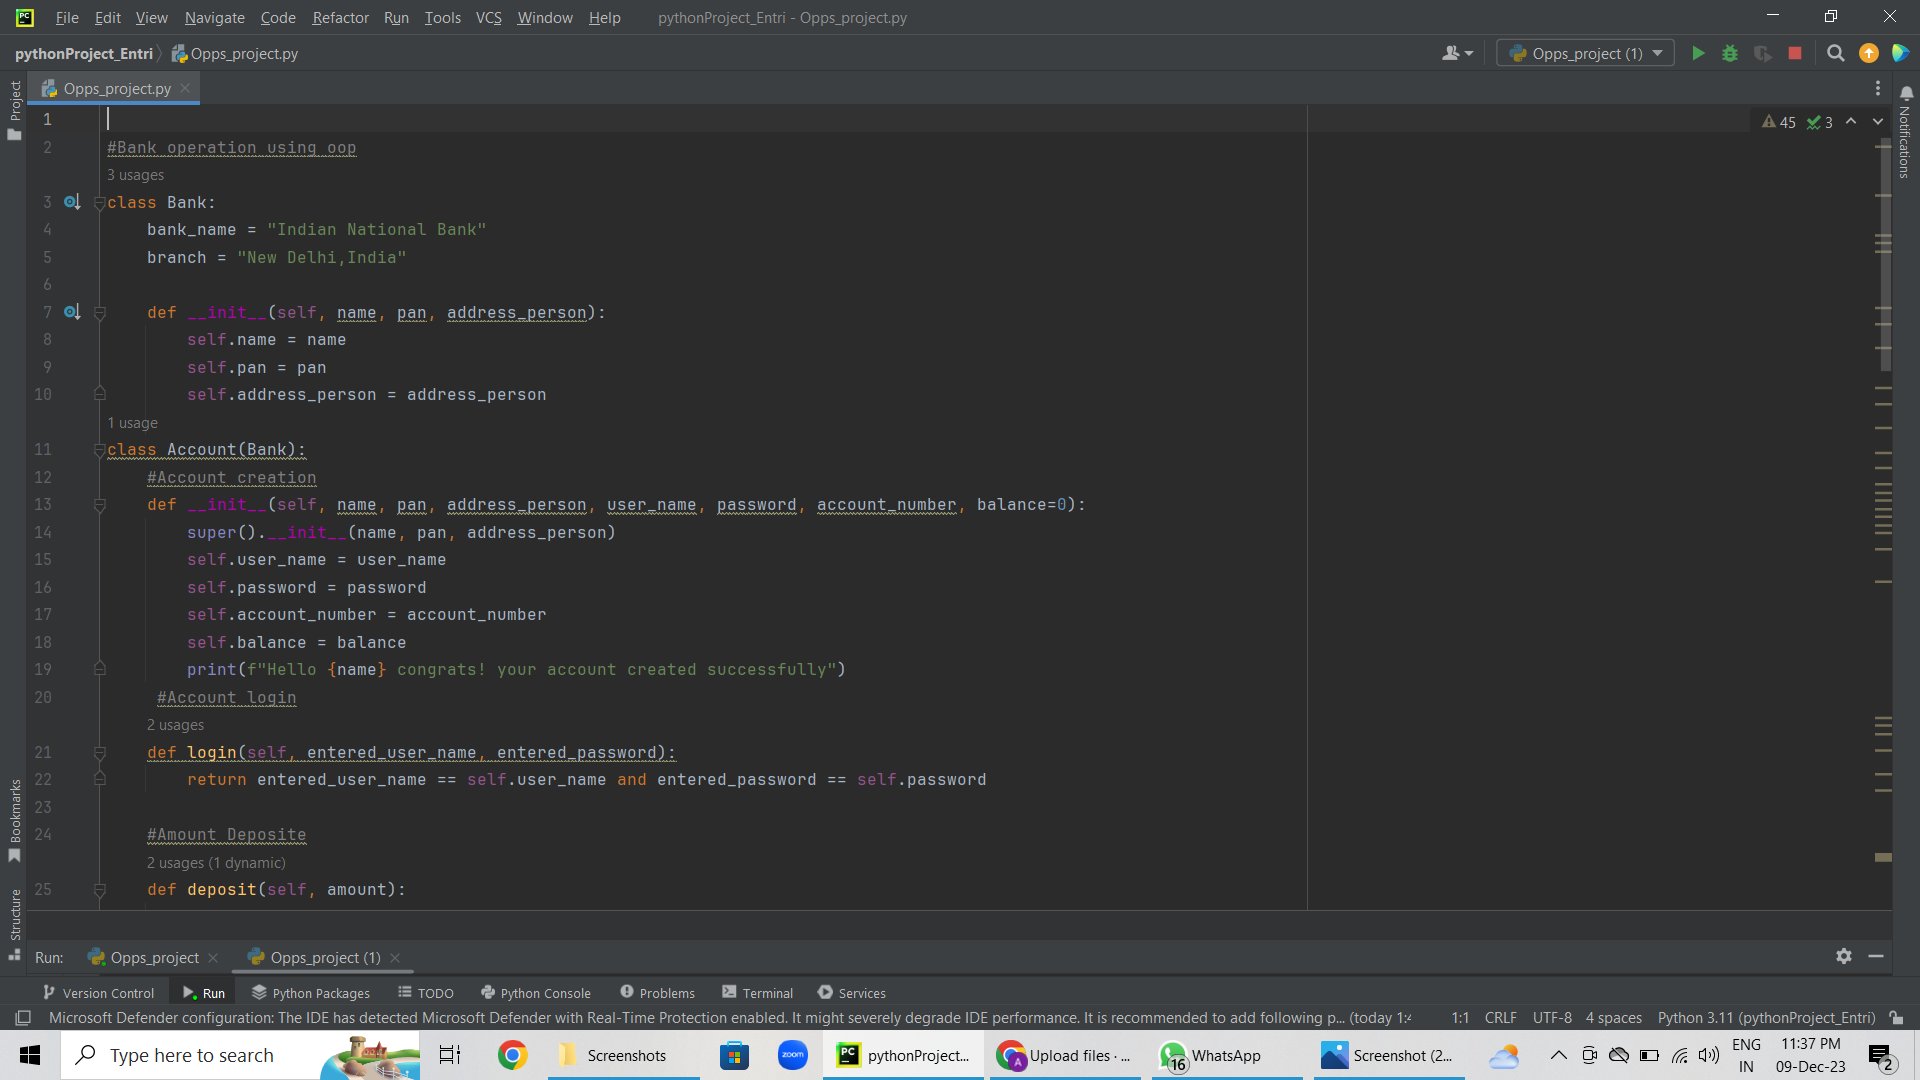 File Edit View Navigate Code Refactor Run Tools VCS Window Help pythonProject_Entri - Opps_project.py
pythonProject_Entri Opps_project.py Opps_project (1)
Project
Opps_project.py
Notifications
45 3
1
2 #Bank operation using oop
3 usages
3 class Bank:
4 bank_name = "Indian National Bank"
5 branch = "New Delhi,India"
6
7 def __init__(self, name, pan, address_person):
8 self.name = name
9 self.pan = pan
10 self.address_person = address_person
1 usage
11 class Account(Bank):
12 #Account creation
13 def __init__(self, name, pan, address_person, user_name, password, account_number, balance=0):
14 super().__init__(name, pan, address_person)
15 self.user_name = user_name
16 self.password = password
17 self.account_number = account_number
18 self.balance = balance
19 print(f"Hello {name} congrats! your account created successfully")
20 #Account login
2 usages
21 def login(self, entered_user_name, entered_password):
22 return entered_user_name == self.user_name and entered_password == self.password
23
24 #Amount Deposite
2 usages (1 dynamic)
25 def deposit(self, amount):
Bookmarks
Structure
Run: Opps_project Opps_project (1)
Version Control Run Python Packages TODO Python Console Problems Terminal Services
Microsoft Defender configuration: The IDE has detected Microsoft Defender with Real-Time Protection enabled. It might severely degrade IDE performance. It is recommended to add following p... (today 1:4 1:1 CRLF UTF-8 4 spaces Python 3.11 (pythonProject_Entri)
Type here to search Screenshots zoom PC pythonProject... Upload files · ... 16 WhatsApp Screenshot (2... ENG IN 11:37 PM 09-Dec-23 2